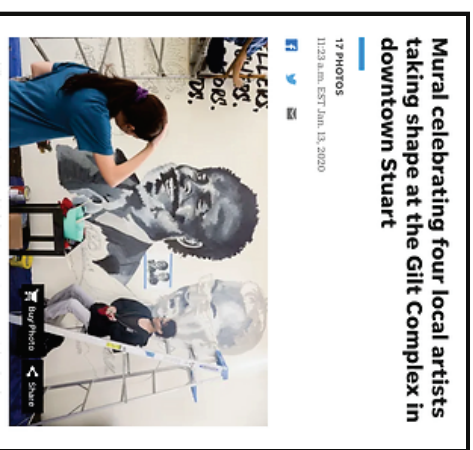 Mural celebrating four local artists
taking shape at the Gilt Complex in
downtown Stuart
17 PHOTOS
11:23 a.m. EST Jan. 13, 2020
Buy Photo
Share